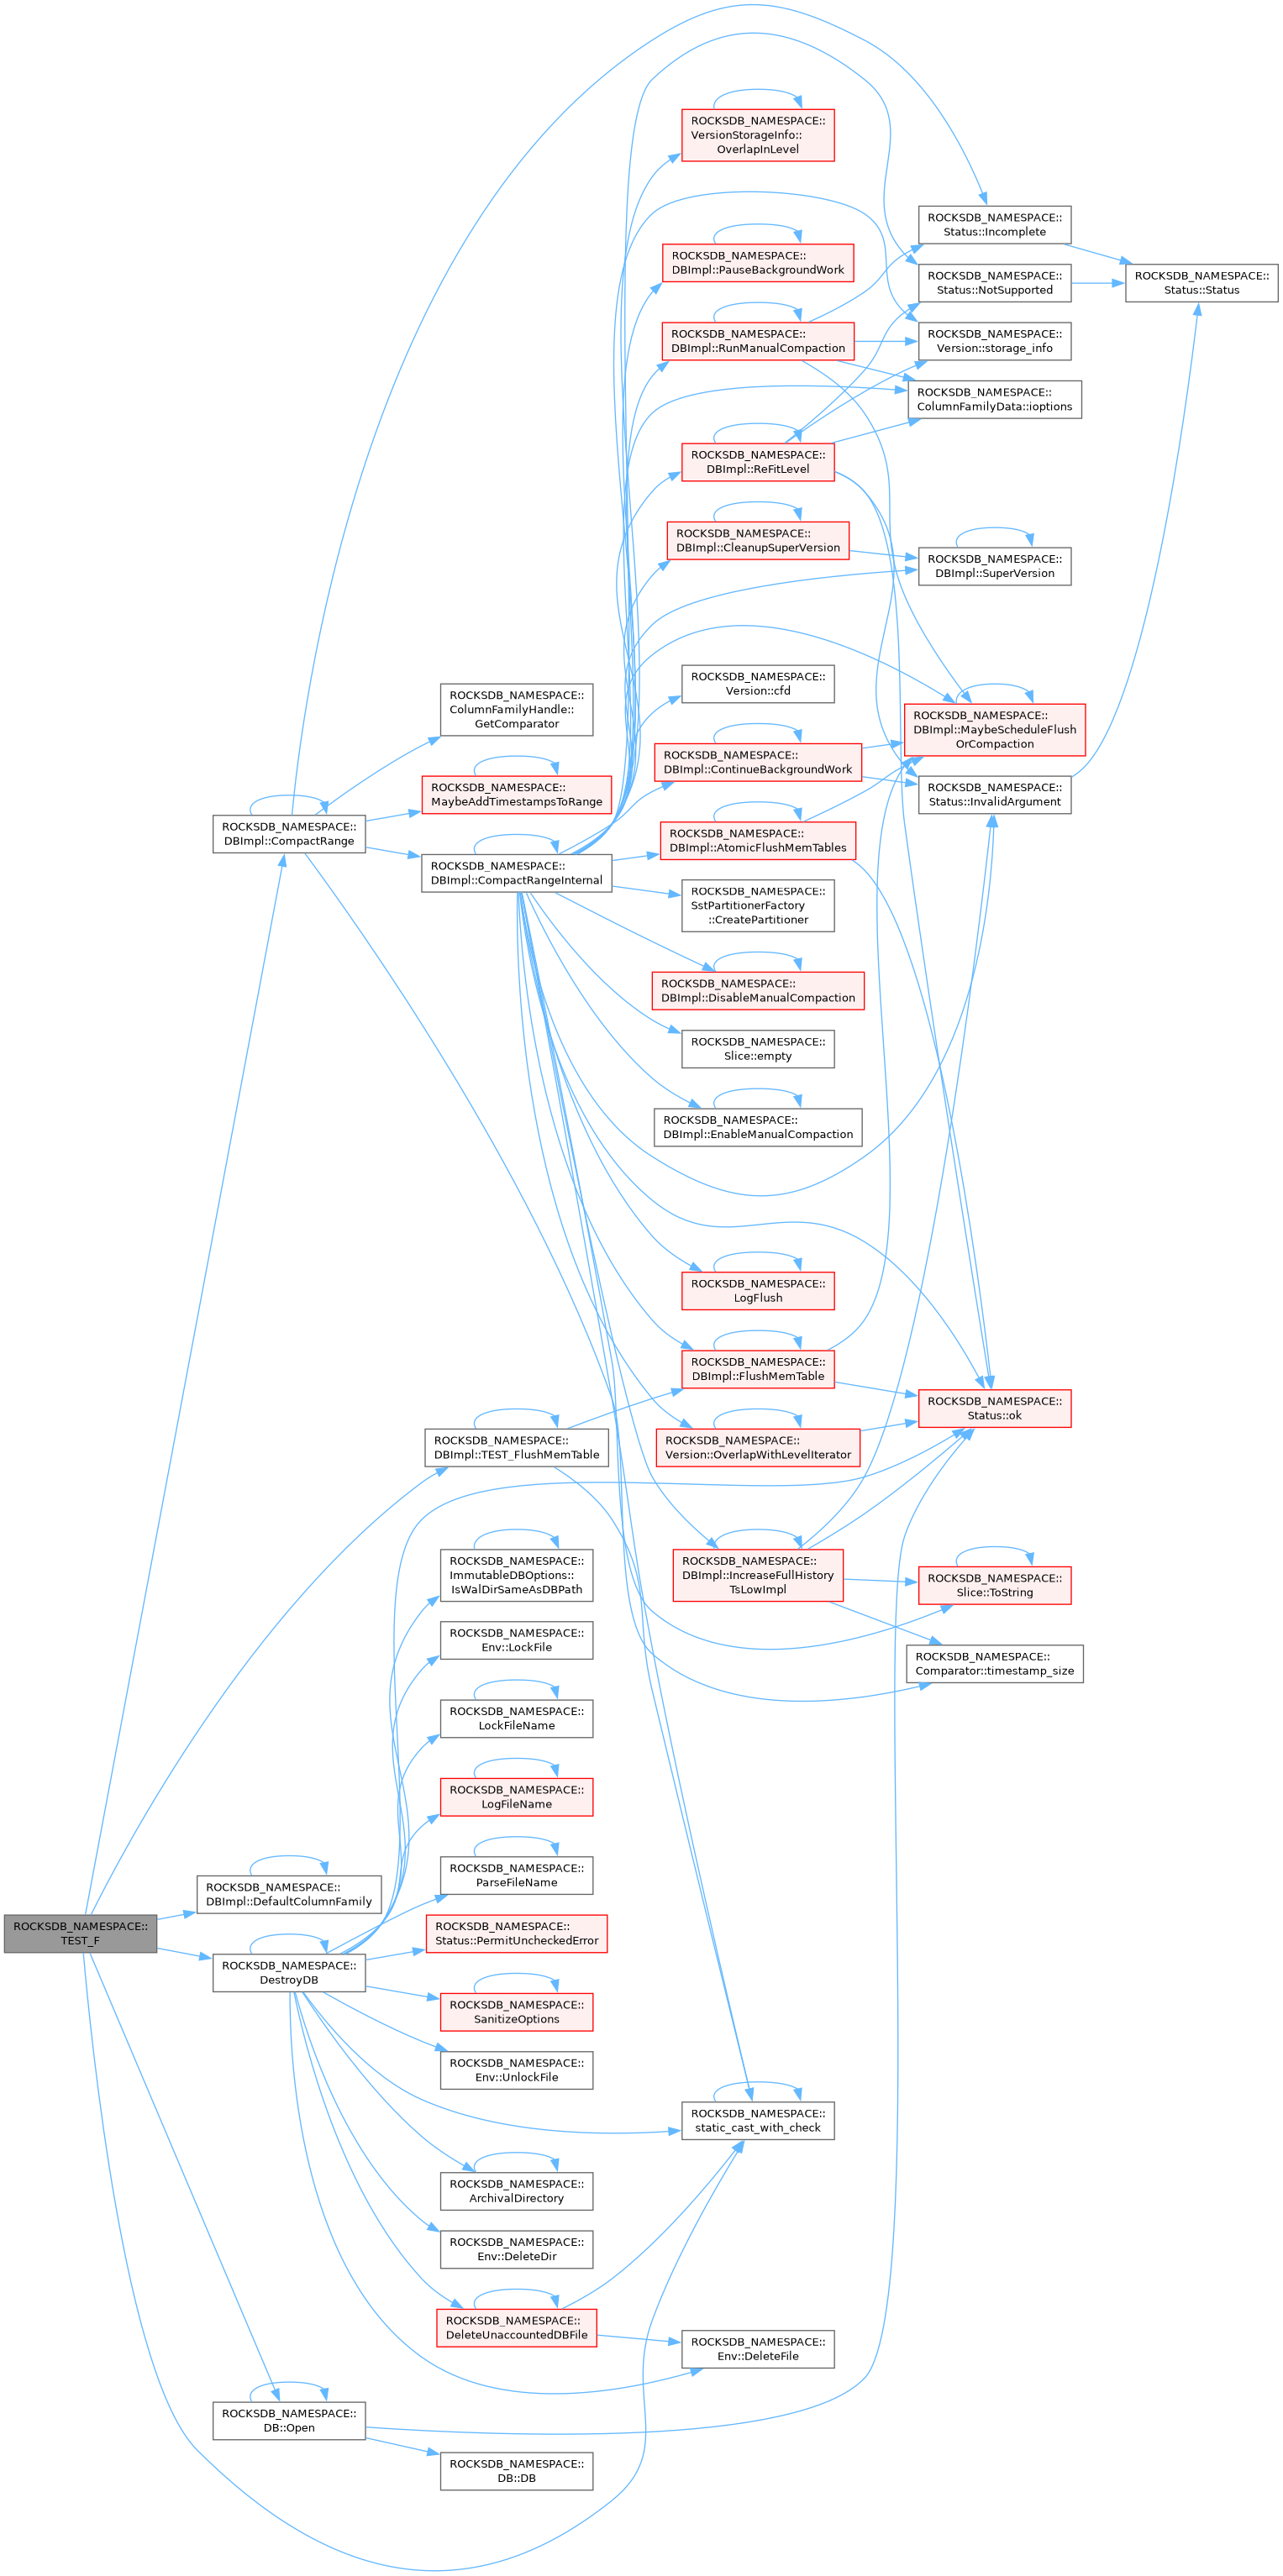 ROCKSDB_NAMESPACE::
VersionStorageInfo::
OverlapInLevel
ROCKSDB_NAMESPACE::
Status::Incomplete
ROCKSDB_NAMESPACE::
DBImpl::PauseBackgroundWork
ROCKSDB_NAMESPACE::
Status::NotSupported
ROCKSDB_NAMESPACE::
Status::Status
ROCKSDB_NAMESPACE::
DBImpl::RunManualCompaction
ROCKSDB_NAMESPACE::
Version::storage_info
ROCKSDB_NAMESPACE::
ColumnFamilyData::ioptions
ROCKSDB_NAMESPACE::
DBImpl::ReFitLevel
ROCKSDB_NAMESPACE::
DBImpl::CleanupSuperVersion
ROCKSDB_NAMESPACE::
DBImpl::SuperVersion
ROCKSDB_NAMESPACE::
Version::cfd
ROCKSDB_NAMESPACE::
ColumnFamilyHandle::
GetComparator
ROCKSDB_NAMESPACE::
DBImpl::MaybeScheduleFlush
OrCompaction
ROCKSDB_NAMESPACE::
DBImpl::ContinueBackgroundWork
ROCKSDB_NAMESPACE::
MaybeAddTimestampsToRange
ROCKSDB_NAMESPACE::
Status::InvalidArgument
ROCKSDB_NAMESPACE::
DBImpl::CompactRange
ROCKSDB_NAMESPACE::
DBImpl::AtomicFlushMemTables
ROCKSDB_NAMESPACE::
DBImpl::CompactRangeInternal
ROCKSDB_NAMESPACE::
SstPartitionerFactory
::CreatePartitioner
ROCKSDB_NAMESPACE::
DBImpl::DisableManualCompaction
ROCKSDB_NAMESPACE::
Slice::empty
ROCKSDB_NAMESPACE::
DBImpl::EnableManualCompaction
ROCKSDB_NAMESPACE::
LogFlush
ROCKSDB_NAMESPACE::
DBImpl::FlushMemTable
ROCKSDB_NAMESPACE::
Status::ok
ROCKSDB_NAMESPACE::
DBImpl::TEST_FlushMemTable
ROCKSDB_NAMESPACE::
Version::OverlapWithLevelIterator
ROCKSDB_NAMESPACE::
ImmutableDBOptions::
IsWalDirSameAsDBPath
ROCKSDB_NAMESPACE::
DBImpl::IncreaseFullHistory
TsLowImpl
ROCKSDB_NAMESPACE::
Slice::ToString
ROCKSDB_NAMESPACE::
Env::LockFile
ROCKSDB_NAMESPACE::
Comparator::timestamp_size
ROCKSDB_NAMESPACE::
LockFileName
ROCKSDB_NAMESPACE::
LogFileName
ROCKSDB_NAMESPACE::
ParseFileName
ROCKSDB_NAMESPACE::
DBImpl::DefaultColumnFamily
ROCKSDB_NAMESPACE::
TEST_F
ROCKSDB_NAMESPACE::
Status::PermitUncheckedError
ROCKSDB_NAMESPACE::
DestroyDB
ROCKSDB_NAMESPACE::
SanitizeOptions
ROCKSDB_NAMESPACE::
Env::UnlockFile
ROCKSDB_NAMESPACE::
static_cast_with_check
ROCKSDB_NAMESPACE::
ArchivalDirectory
ROCKSDB_NAMESPACE::
Env::DeleteDir
ROCKSDB_NAMESPACE::
DeleteUnaccountedDBFile
ROCKSDB_NAMESPACE::
Env::DeleteFile
ROCKSDB_NAMESPACE::
DB::Open
ROCKSDB_NAMESPACE::
DB::DB